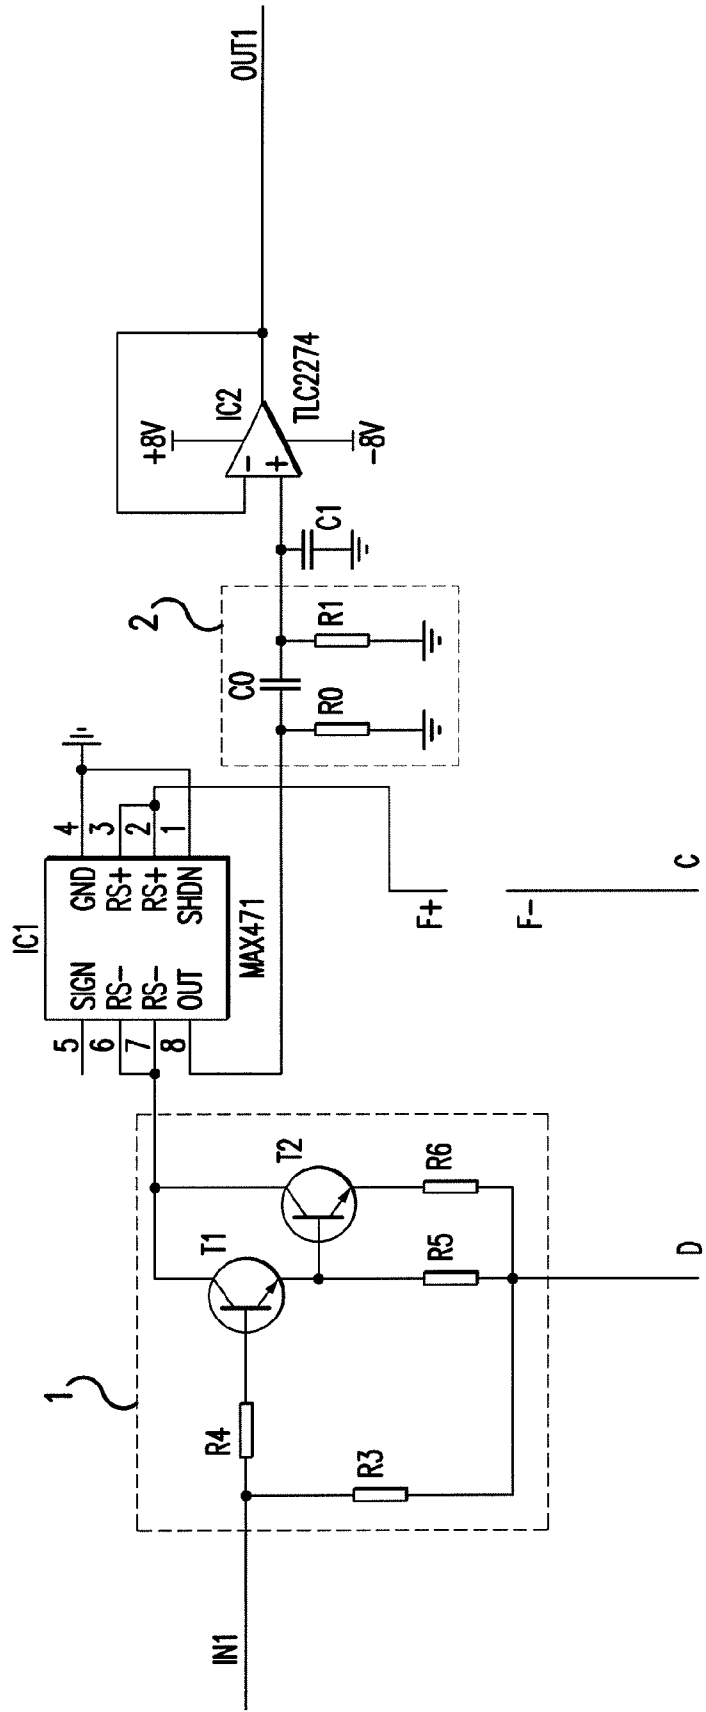 IN1
1
R4
R3
T1
T2
R5
R6
D
IC1
5
6
7
8
SIGN
RS-
RS-
OUT
GND
RS+
RS+
SHDN
4
3
2
1
MAX471
F+
F-
C
2
C0
R0
R1
C1
+8V
-8V
-
+
IC2
TLC2274
OUT1